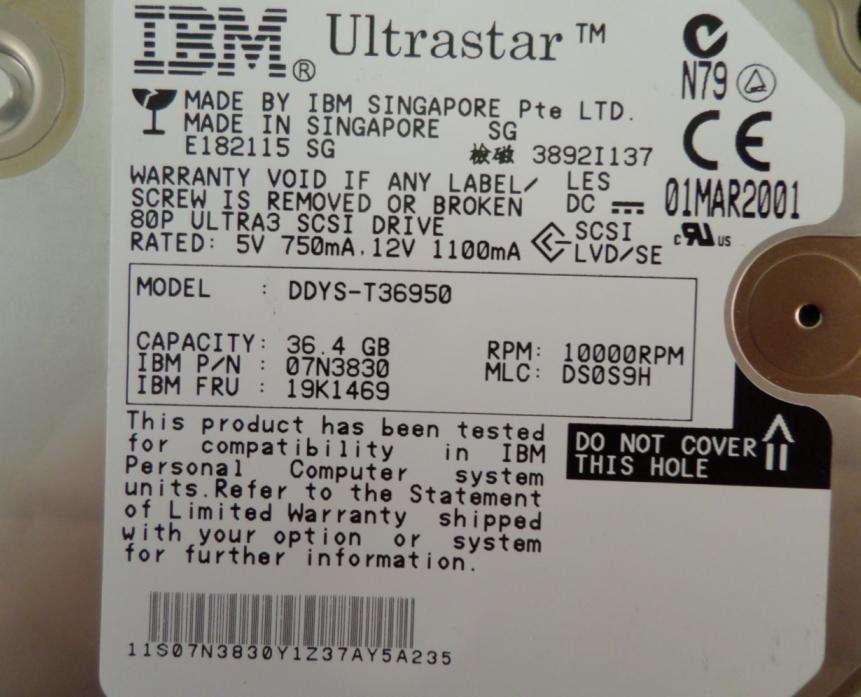 IBM® Ultrastar™
N79
MADE BY IBM SINGAPORE Pte LTD.
MADE IN SINGAPORE SG
E182115 SG 檢磁 3892I137
CE
WARRANTY VOID IF ANY LABEL/
SCREW IS REMOVED OR BROKEN
80P ULTRA3 SCSI DRIVE
RATED: 5V 750mA,12V 1100mA
LES
DC
01MAR2001
SCSI
LVD/SE
c RU us
MODEL : DDYS-T36950
CAPACITY: 36.4 GB
IBM P/N : 07N3830
IBM FRU : 19K1469
RPM: 10000RPM
MLC: DS0S9H
This product has been tested
for compatibility in IBM
Personal Computer system
units.Refer to the Statement
of Limited Warranty shipped
with your option or system
for further information.
DO NOT COVER
THIS HOLE
11S07N3830Y1Z37AY5A235